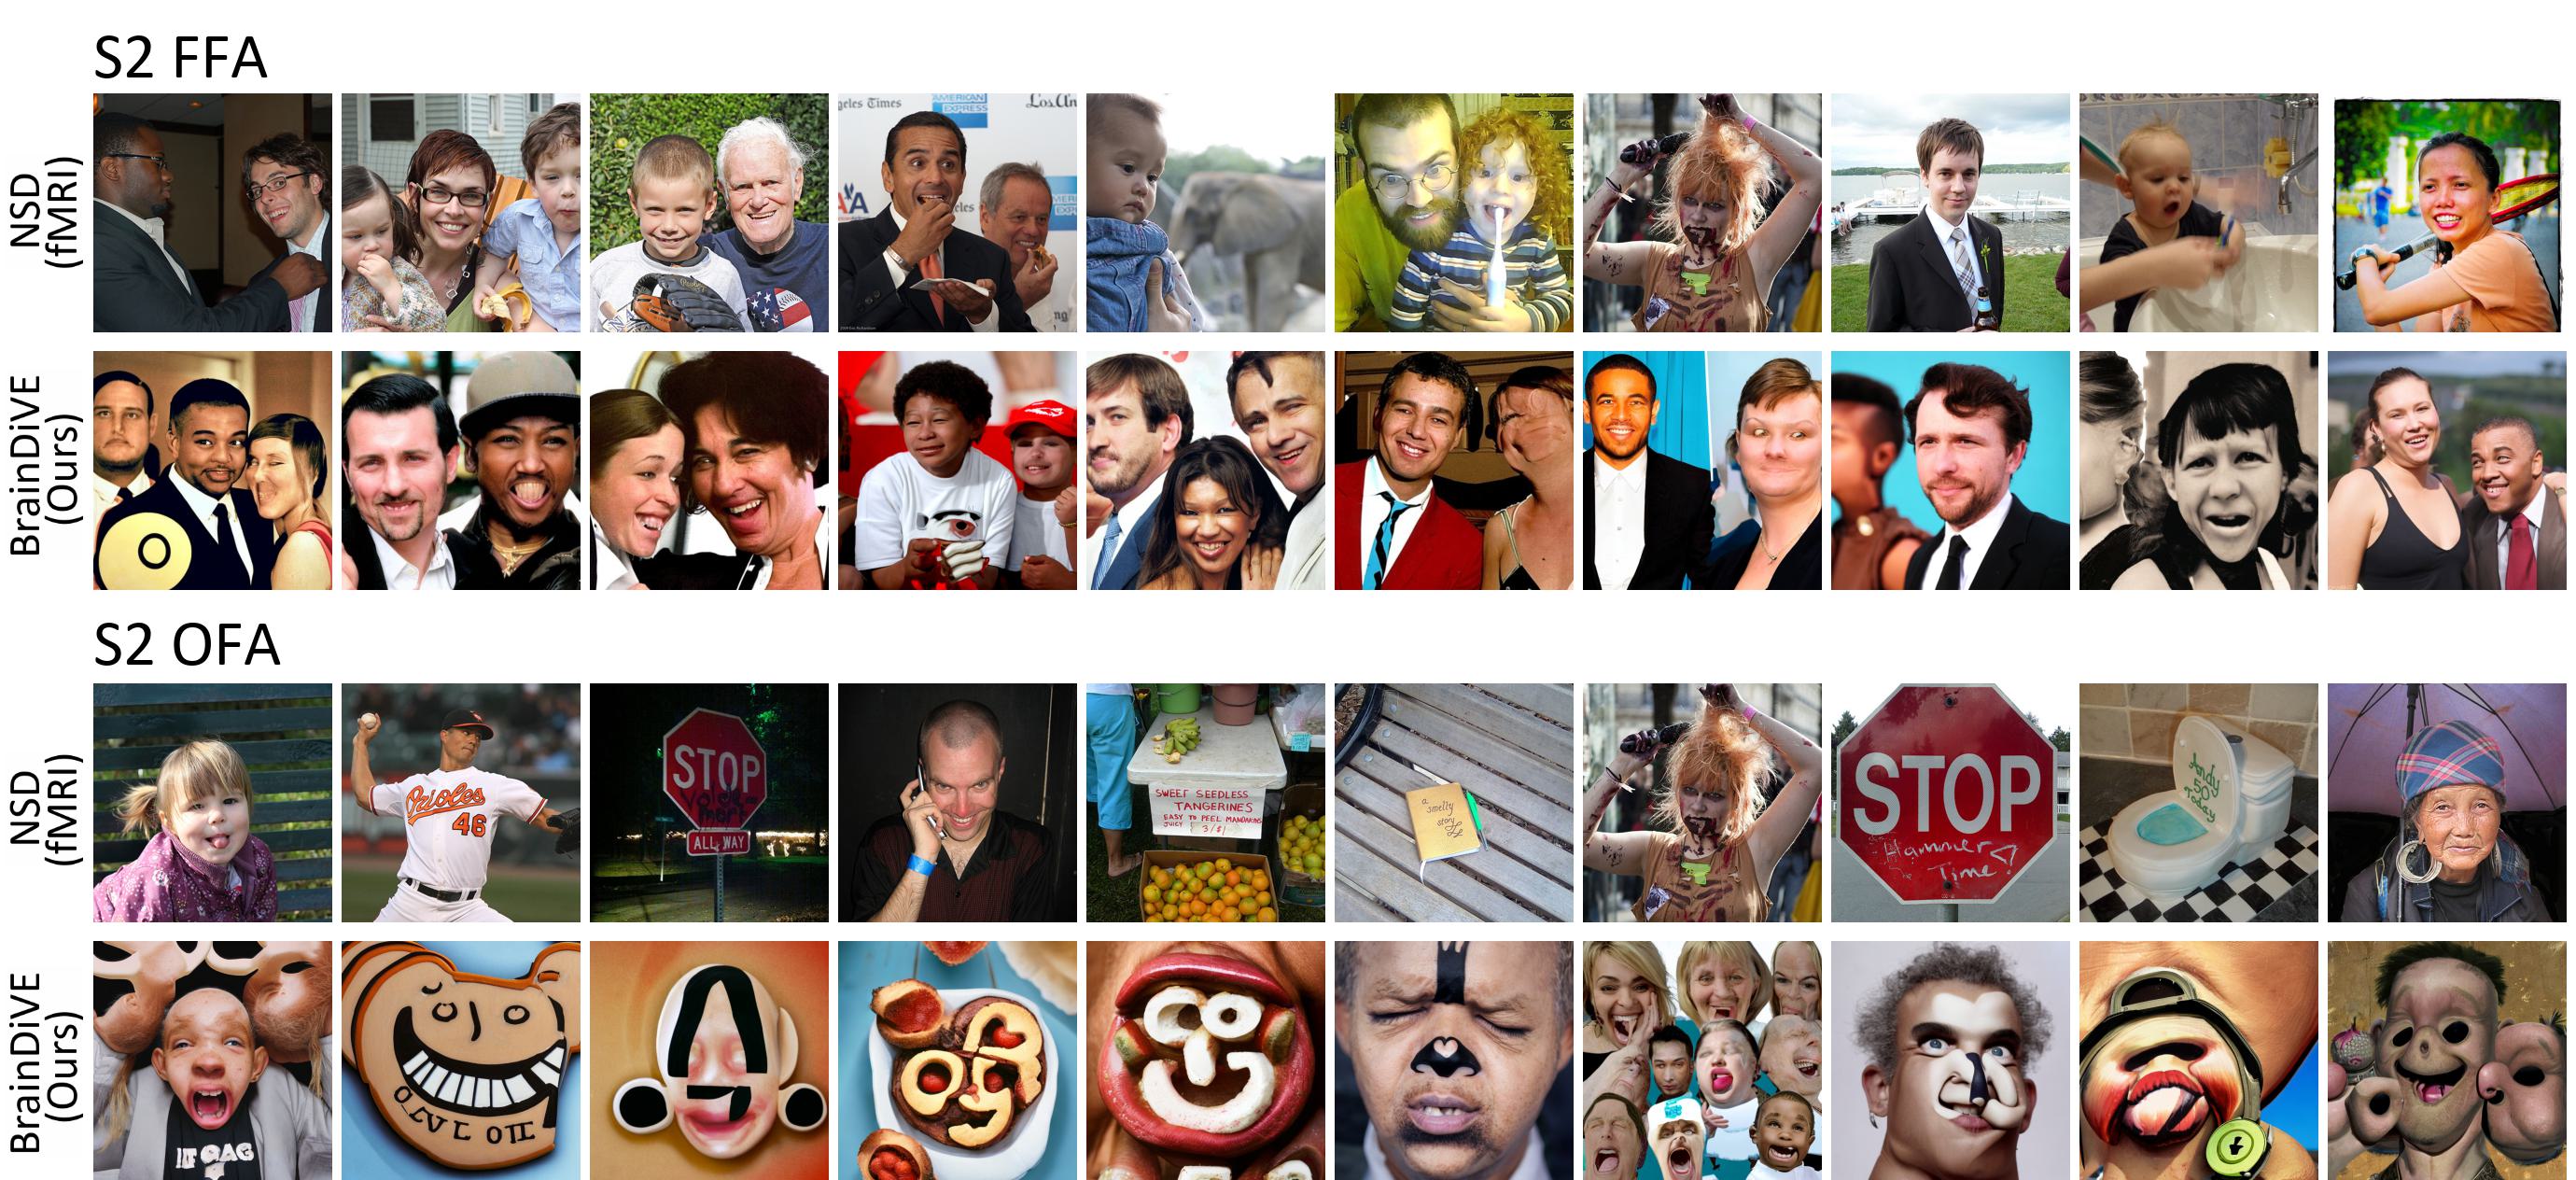 S2 FFA
NSD
(fMRI)
geles Times
AMERICAN
EXPRESS
Los An
BrainDiVE
(Ours)
S2 OFA
NSD
(fMRI)
Orioles
46
STOP
ALL WAY
SWEET SEEDLESS
TANGERINES
EASY TO PEEL MANDARINS
JUICY 3/$1
a
smelly
story
STOP
Hammer
Time?
Andy
50
Today
BrainDiVE
(Ours)